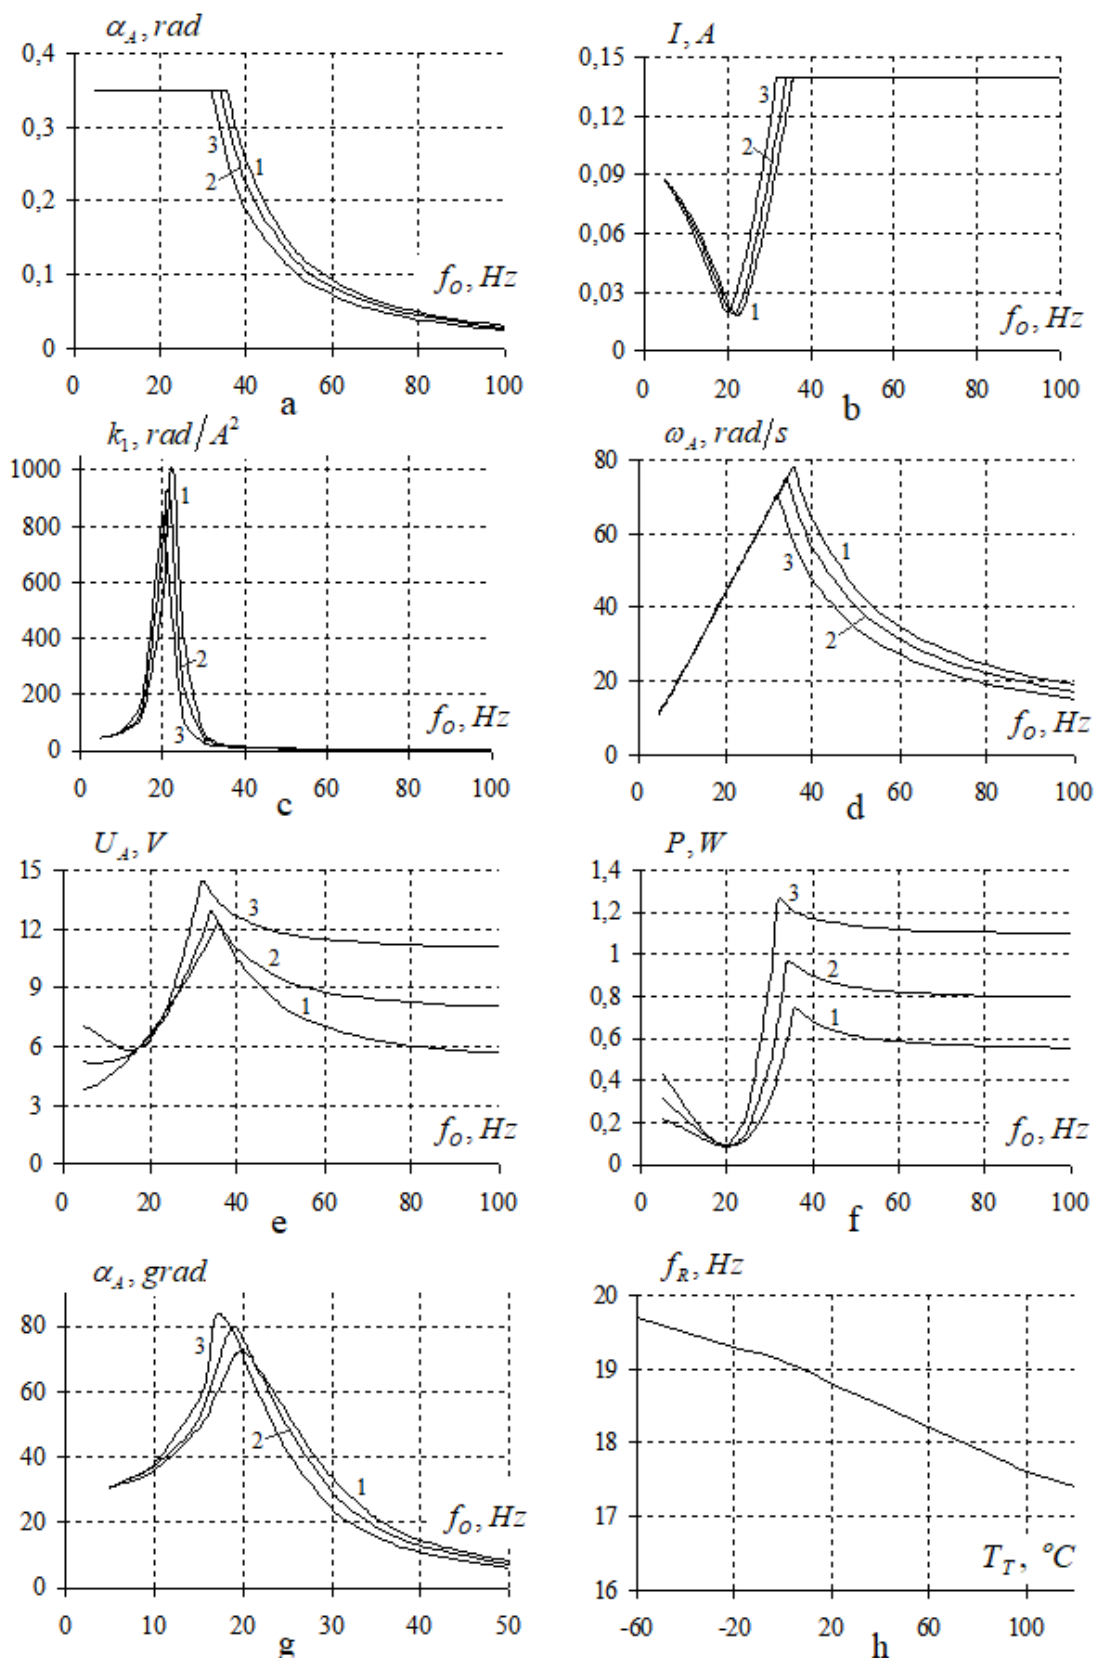 α_A, rad
0,4
0,3
0,2
0,1
0
3
2
1
f_O, Hz
0 20 40 60 80 100
a
I, A
0,15
0,12
0,09
0,06
0,03
0
3
2
1
f_O, Hz
0 20 40 60 80 100
b
k_1, rad/A^2
1000
800
600
400
200
0
1
2
3
f_O, Hz
0 20 40 60 80 100
c
ω_A, rad/s
80
60
40
20
0
1
3
2
f_O, Hz
0 20 40 60 80 100
d
U_A, V
15
12
9
6
3
0
3
2
1
f_O, Hz
0 20 40 60 80 100
e
P, W
1,4
1,2
1
0,8
0,6
0,4
0,2
0
3
2
1
f_O, Hz
0 20 40 60 80 100
f
α_A, grad
80
60
40
20
0
3
2
1
f_O, Hz
0 10 20 30 40 50
g
f_R, Hz
20
19
18
17
16
T_T, °C
-60 -20 20 60 100
h